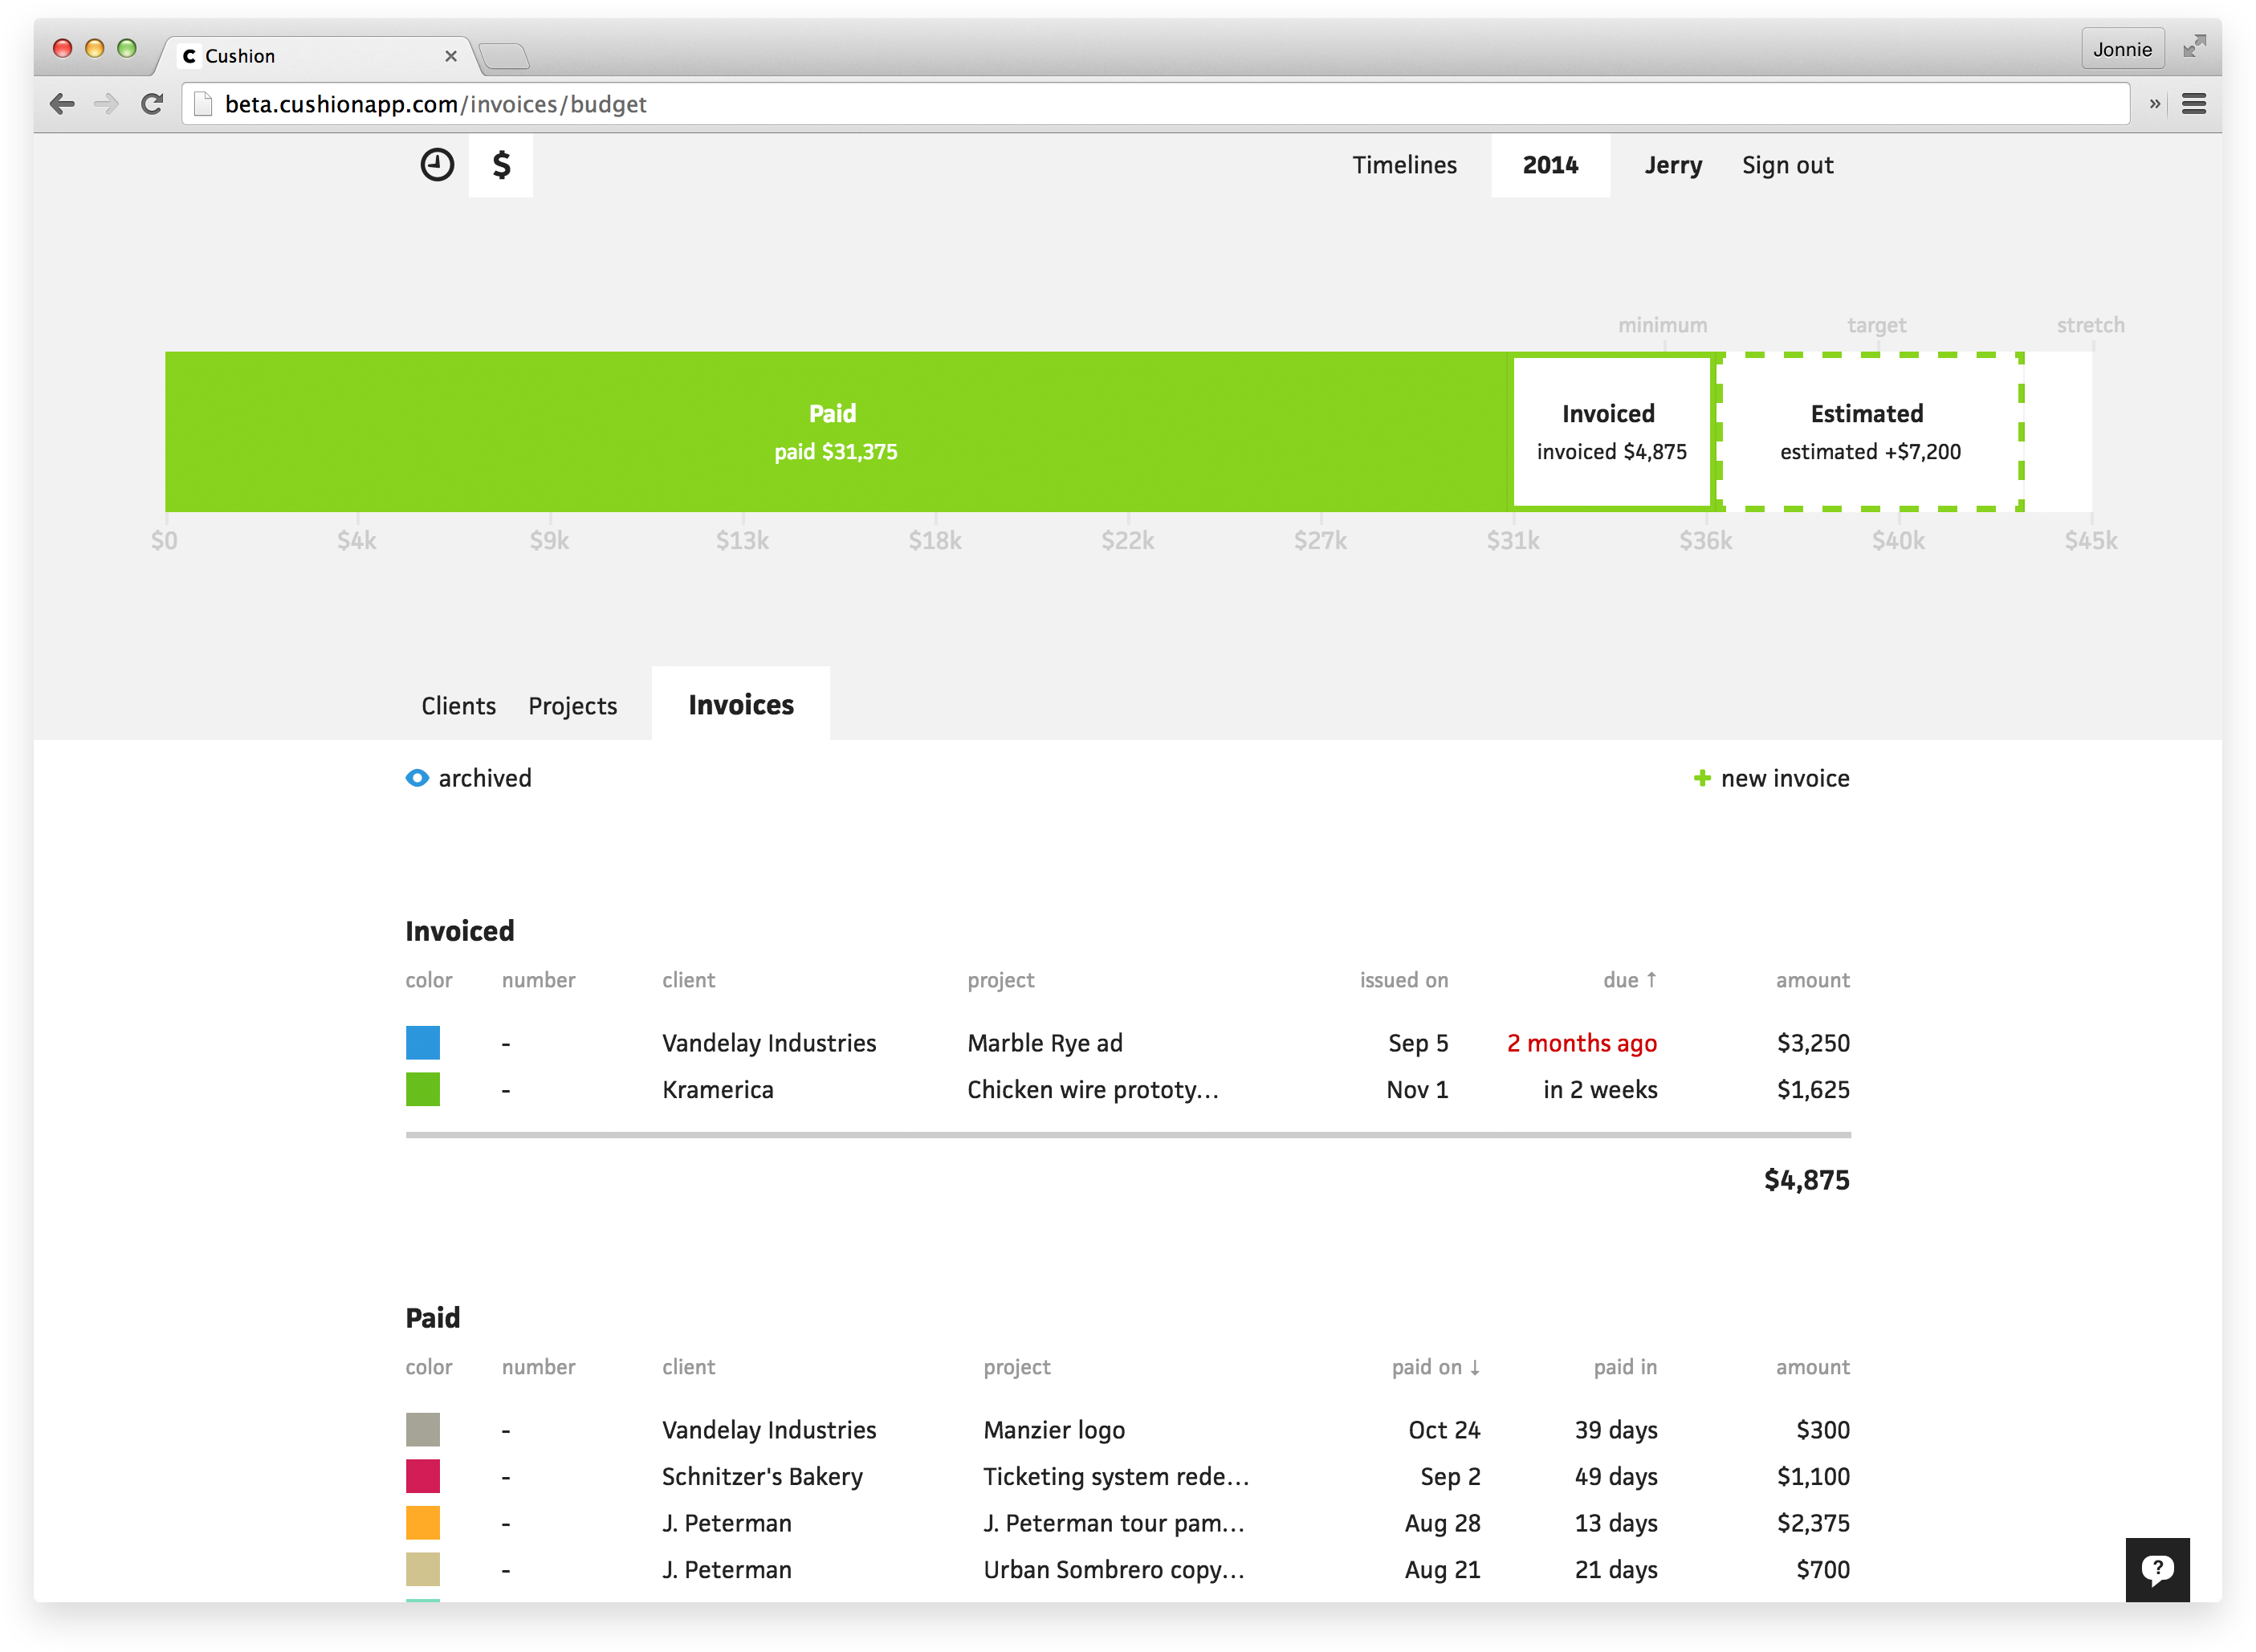 C Cushion
Jonnie
beta.cushionapp.com/invoices/budget
$ Timelines 2014 Jerry Sign out
minimum target stretch
Paid Invoiced Estimated
paid $31,375 invoiced $4,875 estimated +$7,200
$0 $4k $9k $13k $18k $22k $27k $31k $36k $40k $45k
Clients Projects Invoices
archived + new invoice
Invoiced
color number client project issued on due ↑ amount
- Vandelay Industries Marble Rye ad Sep 5 2 months ago $3,250
- Kramerica Chicken wire prototy… Nov 1 in 2 weeks $1,625
$4,875
Paid
color number client project paid on ↓ paid in amount
- Vandelay Industries Manzier logo Oct 24 39 days $300
- Schnitzer's Bakery Ticketing system rede… Sep 2 49 days $1,100
- J. Peterman J. Peterman tour pam… Aug 28 13 days $2,375
- J. Peterman Urban Sombrero copy… Aug 21 21 days $700
?